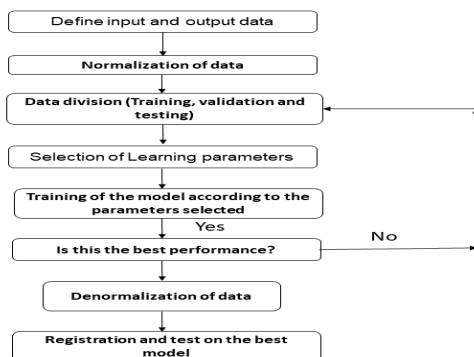 Define input and output data
Normalization of data
Data division (Training, validation and
testing)
Selection of Learning parameters
Training of the model according to the
parameters selected
Yes
No
Is this the best performance?
Denormalization of data
Registration and test on the best
model